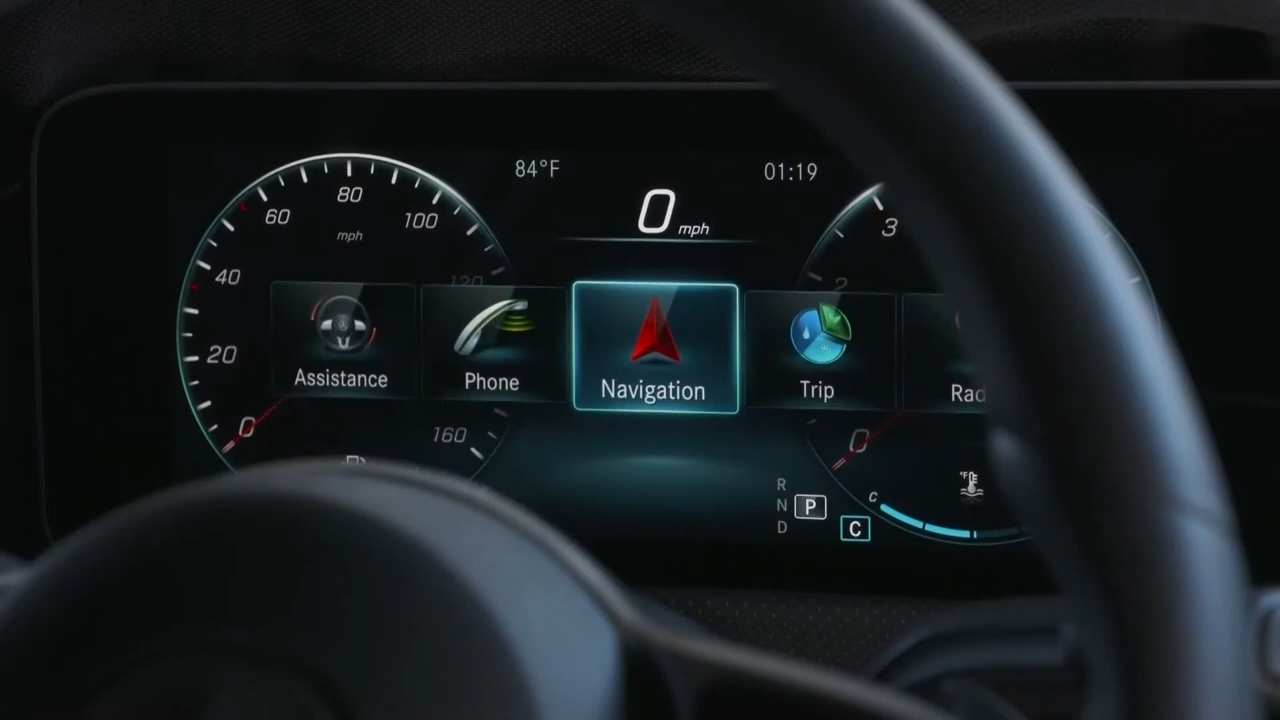 84°F
01:19
0 mph
80
60
100
mph
3
40
120
2
20
Assistance
Phone
Navigation
Trip
Rad
0
160
0
R
N
D
P
C
°F
C